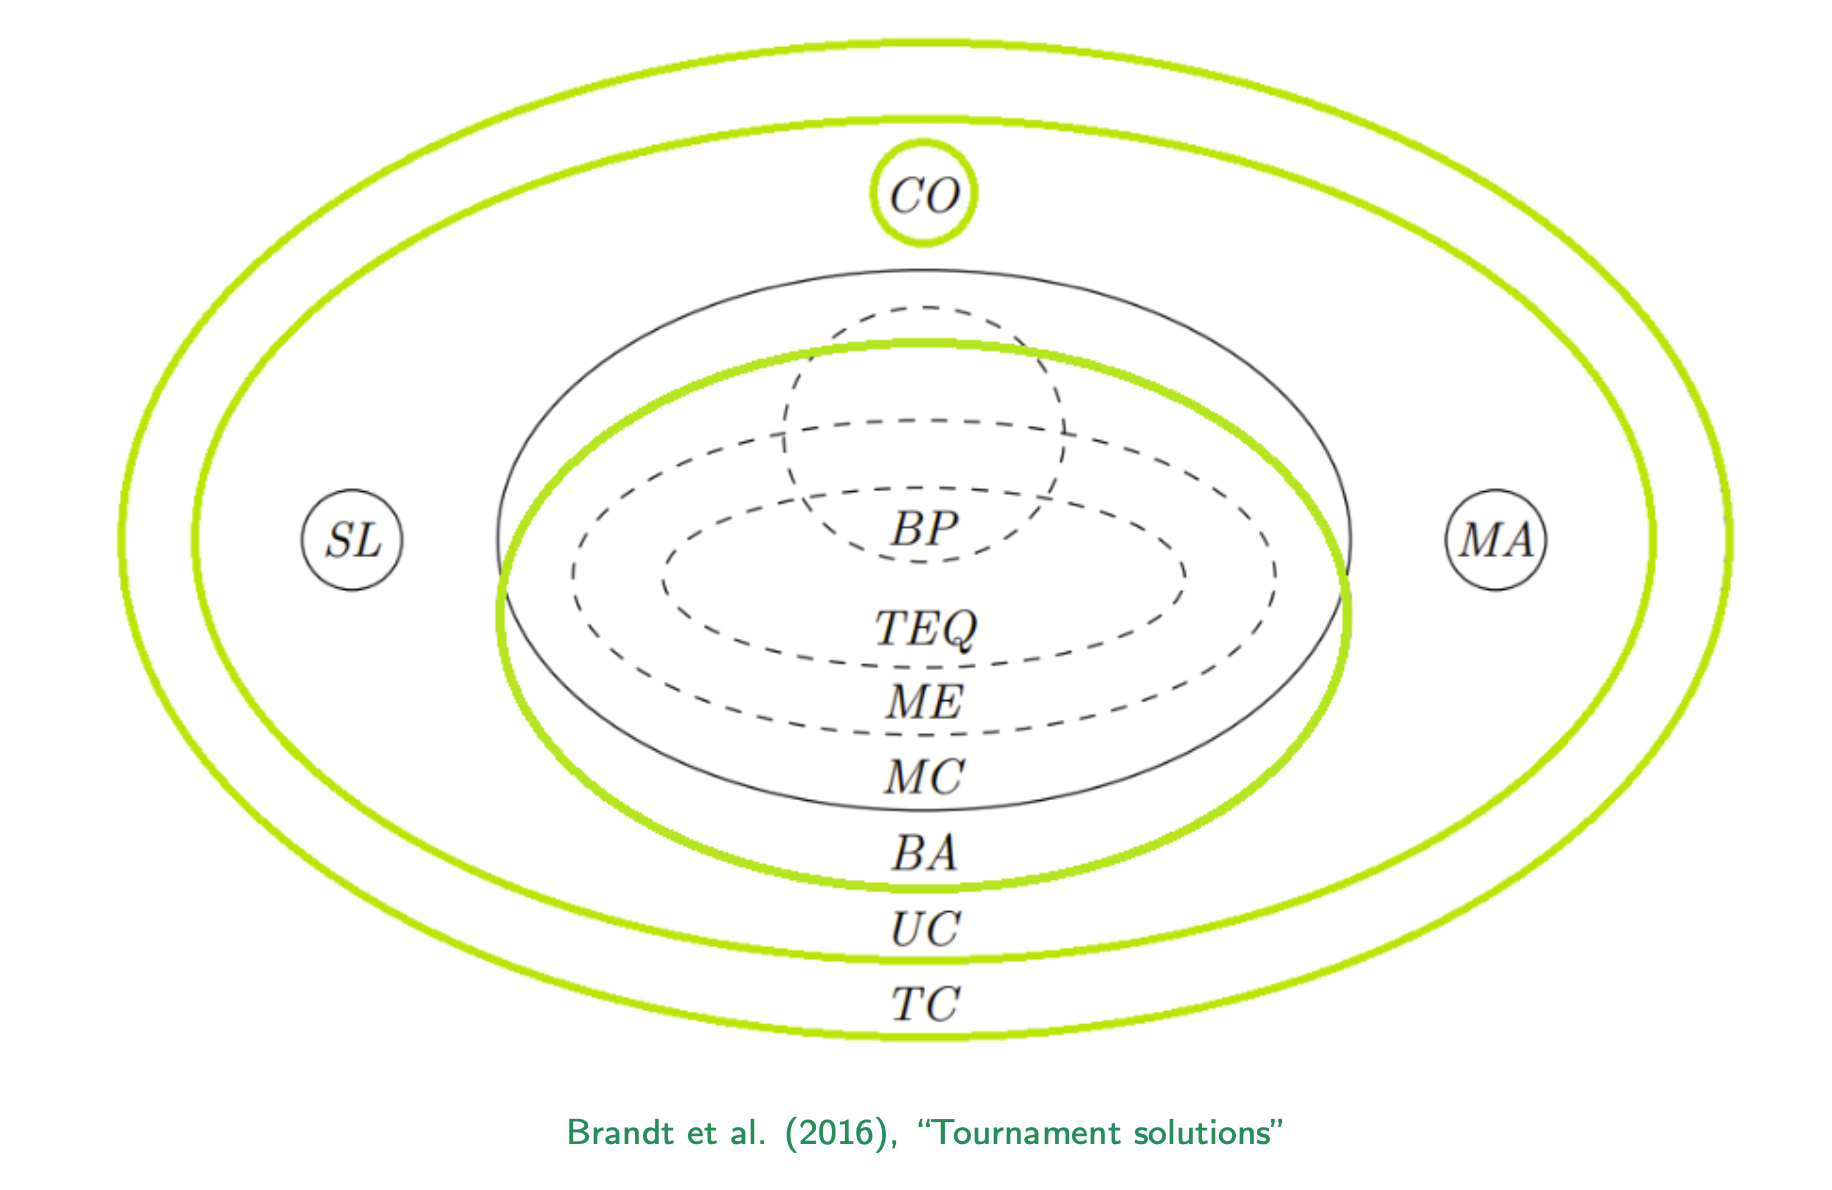 CO
SL
MA
BP
TEQ
ME
MC
BA
UC
TC
Brandt et al. (2016), “Tournament solutions”